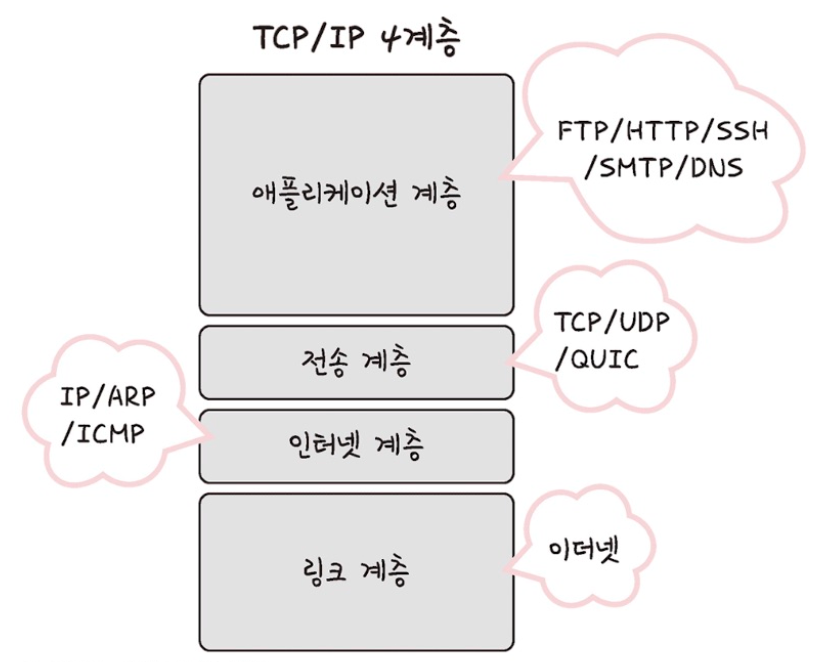 TCP/IP 4계층
FTP/HTTP/SSH
/SMTP/DNS
애플리케이션 계층
TCP/UDP
/QUIC
전송 계층
IP/ARP
/ICMP
인터넷 계층
이더넷
링크 계층